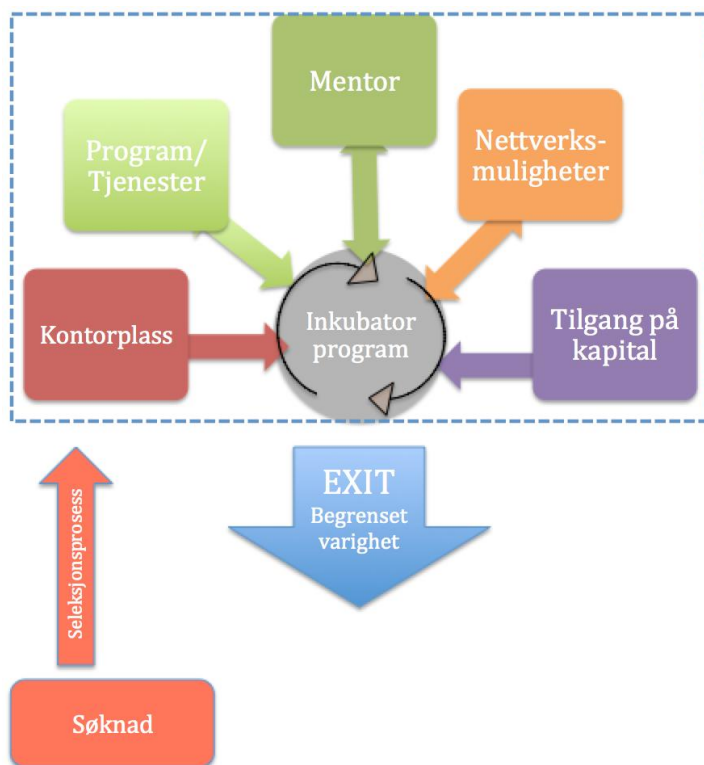 Mentor
Program/
Tjenester
Nettverks-
muligheter
Kontorplass
Inkubator
program
Tilgang på
kapital
EXIT
Begrenset
varighet
Seleksjonsprosess
Søknad